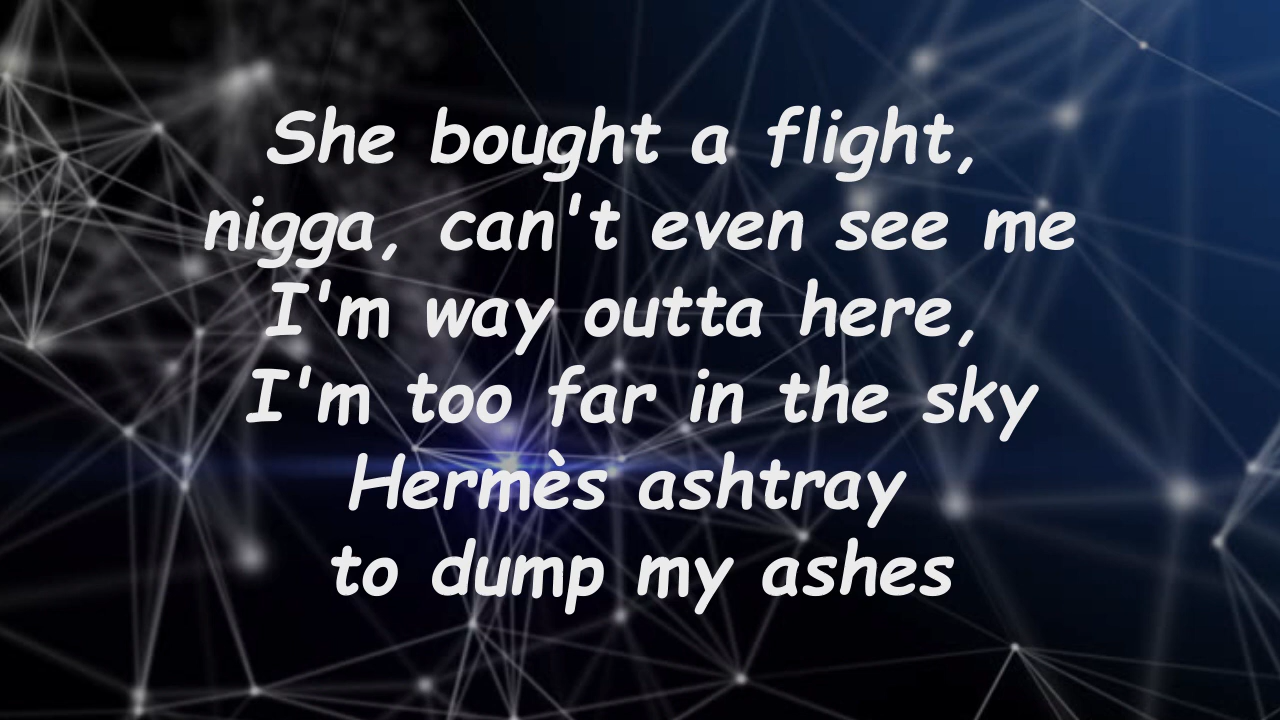 She bought a flight,
nigga, can't even see me
I'm way outta here,
I'm too far in the sky
Hermès ashtray
to dump my ashes